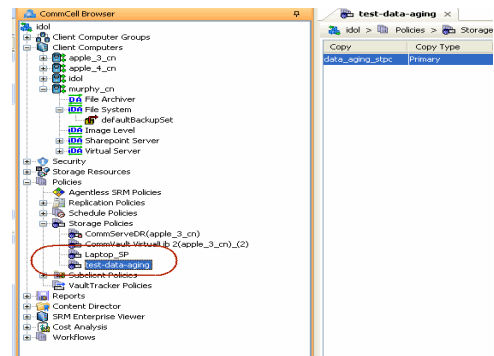 CommCell Browser
idol
Client Computer Groups
Client Computers
apple_3_cn
apple_4_cn
idol
murphy_cn
File Archiver
File System
defaultBackupSet
Image Level
Sharepoint Server
Virtual Server
Security
Storage Resources
Policies
Agentless SRM Policies
Replication Policies
Schedule Policies
Storage Policies
CommServeDR(apple_3_cn)
CommVault VirtualLib 2(apple_3_cn)_(2)
Laptop_SP
test-data-aging
Subclient Policies
VaultTracker Policies
Reports
Content Director
SRM Enterprise Viewer
Cost Analysis
Workflows
test-data-aging
idol > Policies > Storage
Copy Copy Type
data_aging_stpc Primary